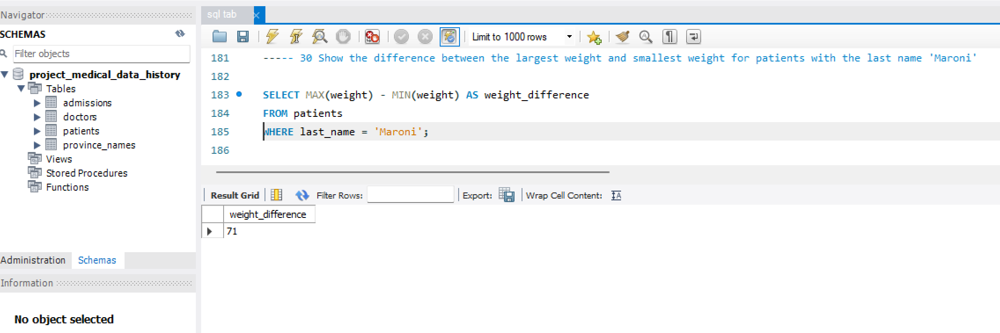 Navigator
SCHEMAS
Filter objects
project_medical_data_history
Tables
admissions
doctors
patients
province_names
Views
Stored Procedures
Functions
Administration Schemas
Information
No object selected
sql tab
Limit to 1000 rows
181 ----- 30 Show the difference between the largest weight and smallest weight for patients with the last name 'Maroni'
182
183 SELECT MAX(weight) - MIN(weight) AS weight_difference
184 FROM patients
185 WHERE last_name = 'Maroni';
186
Result Grid Filter Rows: Export: Wrap Cell Content:
weight_difference
71